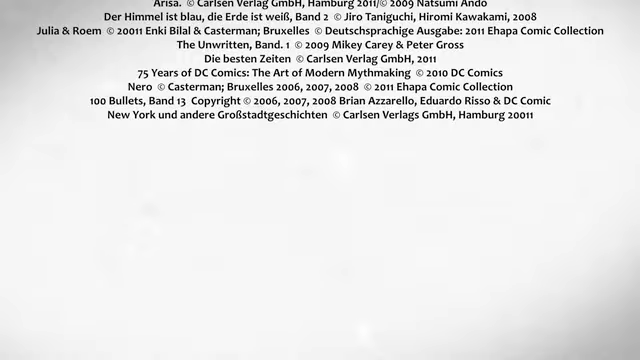 Arisa. © Carlsen Verlag GmbH, Hamburg 2011/© 2009 Natsumi Ando
Der Himmel ist blau, die Erde ist weiß, Band 2 © Jiro Taniguchi, Hiromi Kawakami, 2008
Julia & Roem © 20011 Enki Bilal & Casterman; Bruxelles © Deutschsprachige Ausgabe: 2011 Ehapa Comic Collection
The Unwritten, Band. 1 © 2009 Mikey Carey & Peter Gross
Die besten Zeiten © Carlsen Verlag GmbH, 2011
75 Years of DC Comics: The Art of Modern Mythmaking © 2010 DC Comics
Nero © Casterman; Bruxelles 2006, 2007, 2008 © 2011 Ehapa Comic Collection
100 Bullets, Band 13 Copyright © 2006, 2007, 2008 Brian Azzarello, Eduardo Risso & DC Comic
New York und andere Großstadtgeschichten © Carlsen Verlags GmbH, Hamburg 20011